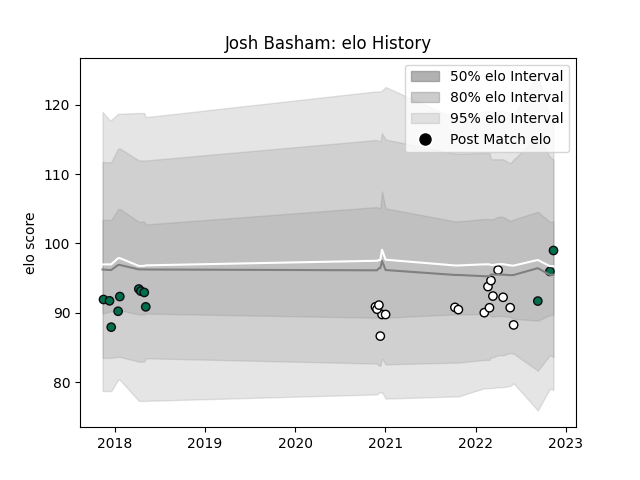 Josh Basham: elo History
50% elo Interval
80% elo Interval
95% elo Interval
Post Match elo
elo score
120
110
100
90
80
2018 2019 2020 2021 2022 2023